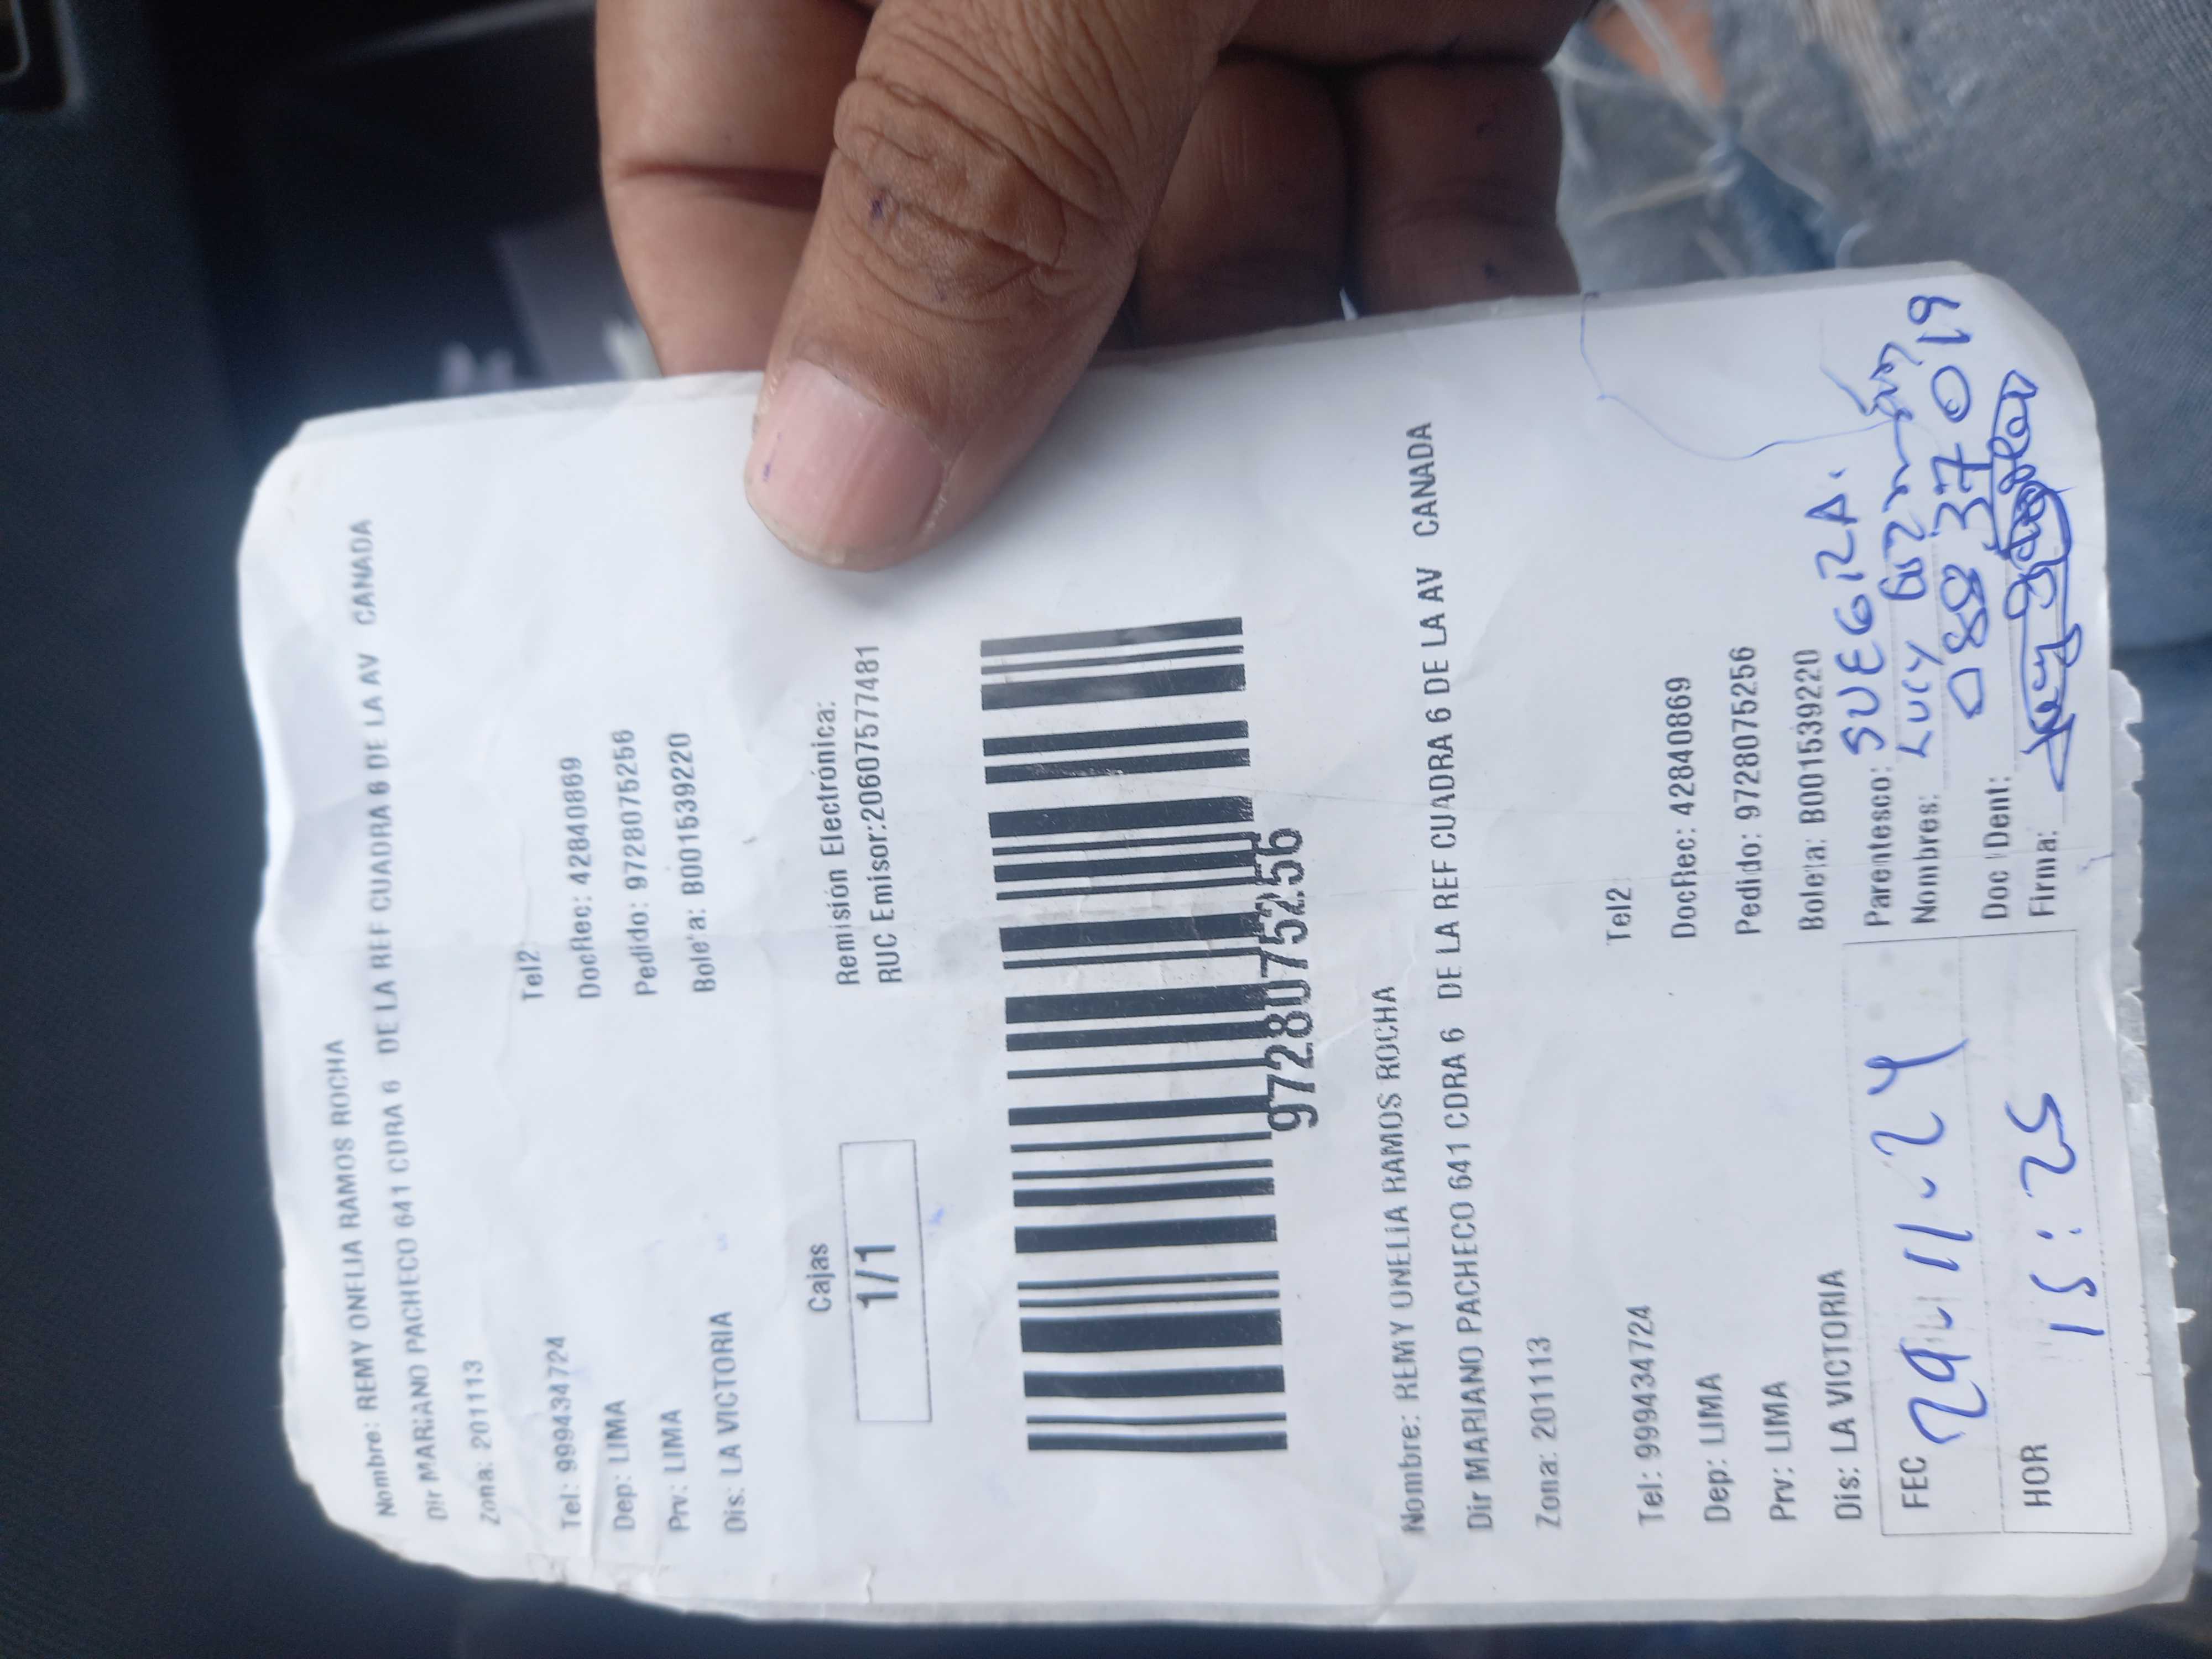 Nombre: REMY ONELIA RAMOS ROCHA
Dir MARIANO PACHECO 641 CDRA 6 DE LA REF CUADRA 6 DE LA AV CANADA
Zona: 201113
Tel: 999434724 Tel2:
Dep: LIMA DocRec: 42840869
Prv: LIMA Pedido: 9728075256
Dis: LA VICTORIA Boleta: B001539220
Cajas
1/1
Remisión Electrónica:
RUC Emisor:20607577481
9728075256
Nombre: REMY ONELIA RAMOS ROCHA
Dir MARIANO PACHECO 641 CDRA 6 DE LA REF CUADRA 6 DE LA AV CANADA
Zona: 201113
Tel: 999434724 Tel2
Dep: LIMA DocRec: 42840869
Prv: LIMA Pedido: 9728075256
Dis: LA VICTORIA Boleta: B001539220
FEC 29-11-24
HOR 15:25
Parentesco: SUEGRA.
Nombres: Lucy Guzmán
Doc Ident: 08837019
Firma: